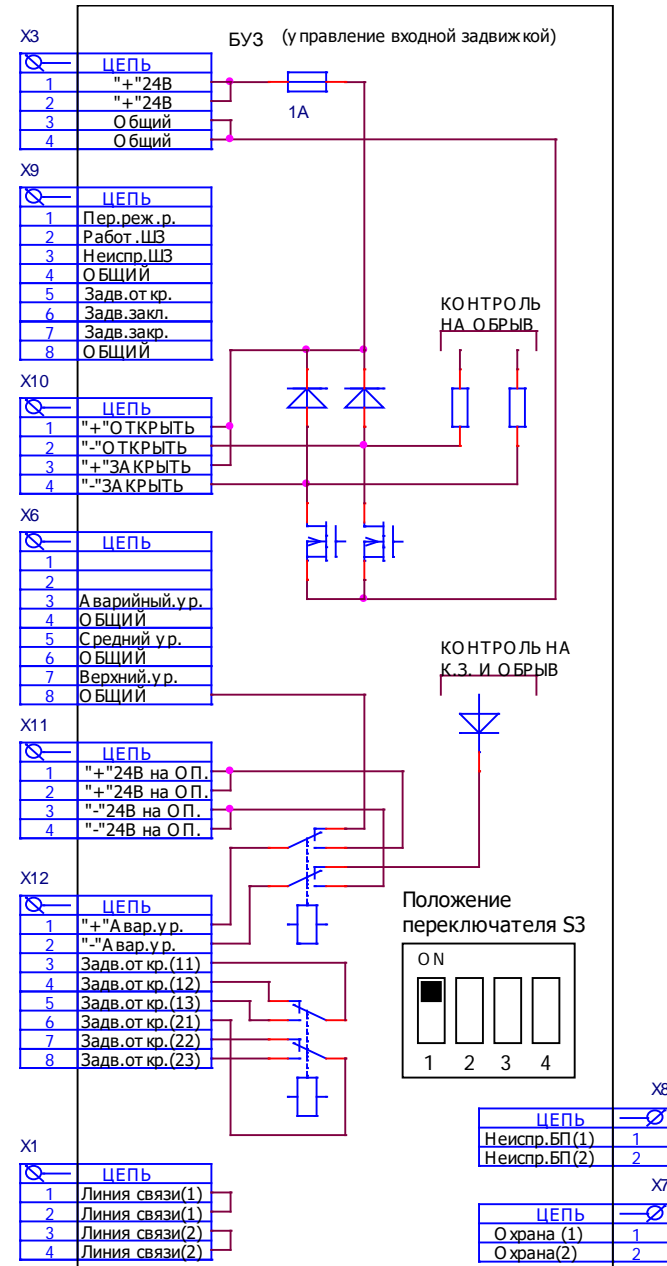 X3 БУЗ (управление входной задвижкой)
ЦЕПЬ
1 "+"24В
2 "+"24В
3 Общий
4 Общий
1А
X9
ЦЕПЬ
1 Пер.реж.р.
2 Работ.ШЗ
3 Неиспр.ШЗ
4 ОБЩИЙ
5 Задв.откр.
6 Задв.закл.
7 Задв.закр.
8 ОБЩИЙ
КОНТРОЛЬ
НА ОБРЫВ
X10
ЦЕПЬ
1 "+"ОТКРЫТЬ
2 "-"ОТКРЫТЬ
3 "+"ЗАКРЫТЬ
4 "-"ЗАКРЫТЬ
X6
ЦЕПЬ
1
2
3 Аварийный.ур.
4 ОБЩИЙ
5 Средний ур.
6 ОБЩИЙ
7 Верхний.ур.
8 ОБЩИЙ
КОНТРОЛЬ НА
К.З. И ОБРЫВ
X11
ЦЕПЬ
1 "+"24В на ОП.
2 "+"24В на ОП.
3 "-"24В на ОП.
4 "-"24В на ОП.
X12
ЦЕПЬ
1 "+"Авар.ур.
2 "-"Авар.ур.
3 Задв.откр.(11)
4 Задв.откр.(12)
5 Задв.откр.(13)
6 Задв.откр.(21)
7 Задв.откр.(22)
8 Задв.откр.(23)
Положение
переключателя S3
ON
1 2 3 4
X1
ЦЕПЬ
1 Линия связи(1)
2 Линия связи(1)
3 Линия связи(2)
4 Линия связи(2)
X8
ЦЕПЬ
Неиспр.БП(1) 1
Неиспр.БП(2) 2
X7
ЦЕПЬ
Охрана (1) 1
Охрана(2) 2